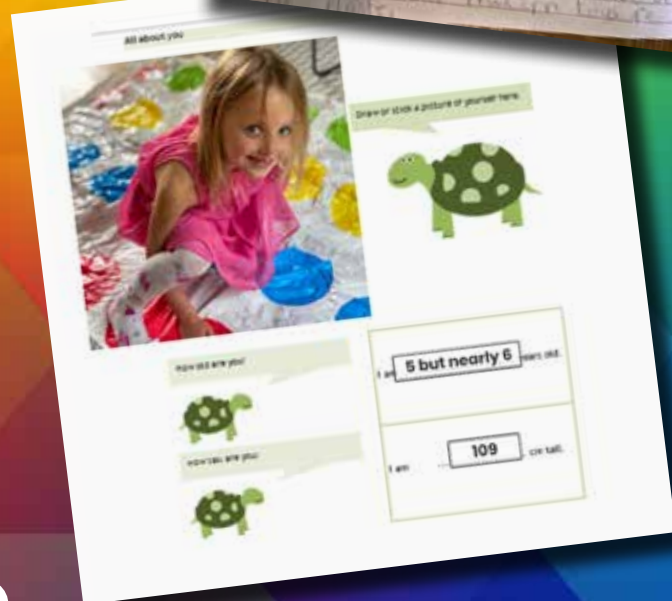 All about you
Draw or stick a picture of yourself here.
How old are you?
I am 5 but nearly 6 years old.
How tall are you?
I am 109 cm tall.